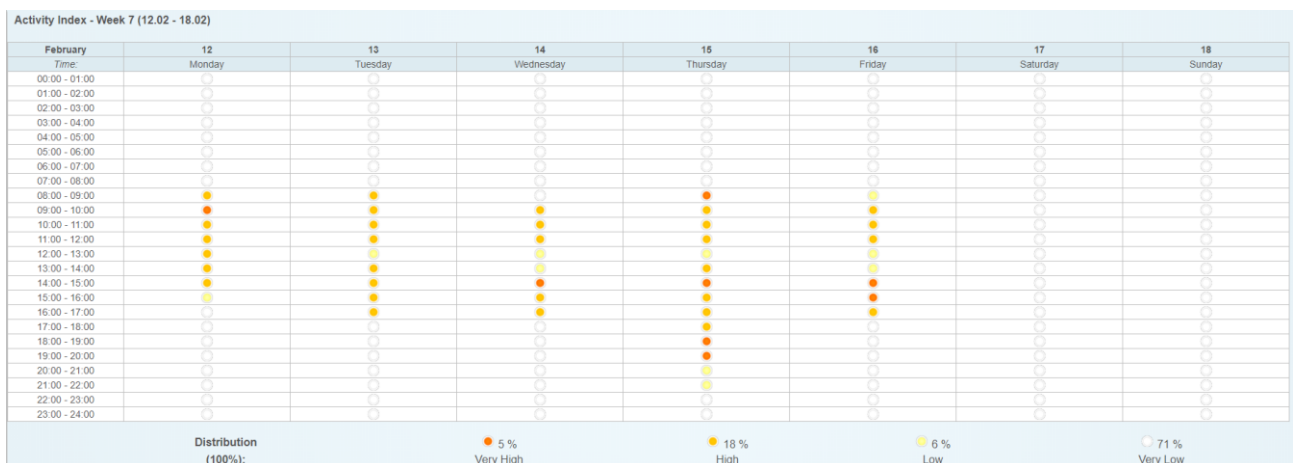 Activity Index - Week 7 (12.02 - 18.02)
February 12 13 14 15 16 17 18
Time: Monday Tuesday Wednesday Thursday Friday Saturday Sunday
00:00 - 01:00
01:00 - 02:00
02:00 - 03:00
03:00 - 04:00
04:00 - 05:00
05:00 - 06:00
06:00 - 07:00
07:00 - 08:00
08:00 - 09:00
09:00 - 10:00
10:00 - 11:00
11:00 - 12:00
12:00 - 13:00
13:00 - 14:00
14:00 - 15:00
15:00 - 16:00
16:00 - 17:00
17:00 - 18:00
18:00 - 19:00
19:00 - 20:00
20:00 - 21:00
21:00 - 22:00
22:00 - 23:00
23:00 - 24:00
Distribution 5 % 18 % 6 % 71 %
(100%): Very High High Low Very Low